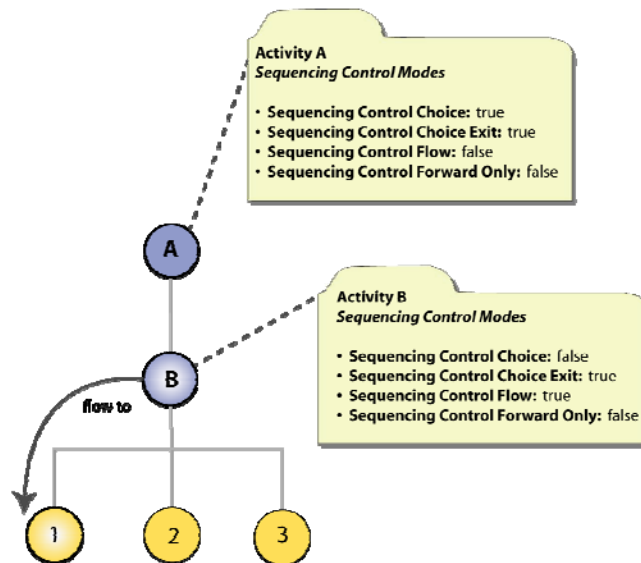 Activity A
Sequencing Control Modes
• Sequencing Control Choice: true
• Sequencing Control Choice Exit: true
• Sequencing Control Flow: false
• Sequencing Control Forward Only: false
A
Activity B
Sequencing Control Modes
• Sequencing Control Choice: false
• Sequencing Control Choice Exit: true
• Sequencing Control Flow: true
• Sequencing Control Forward Only: false
B
flow to
1
2
3